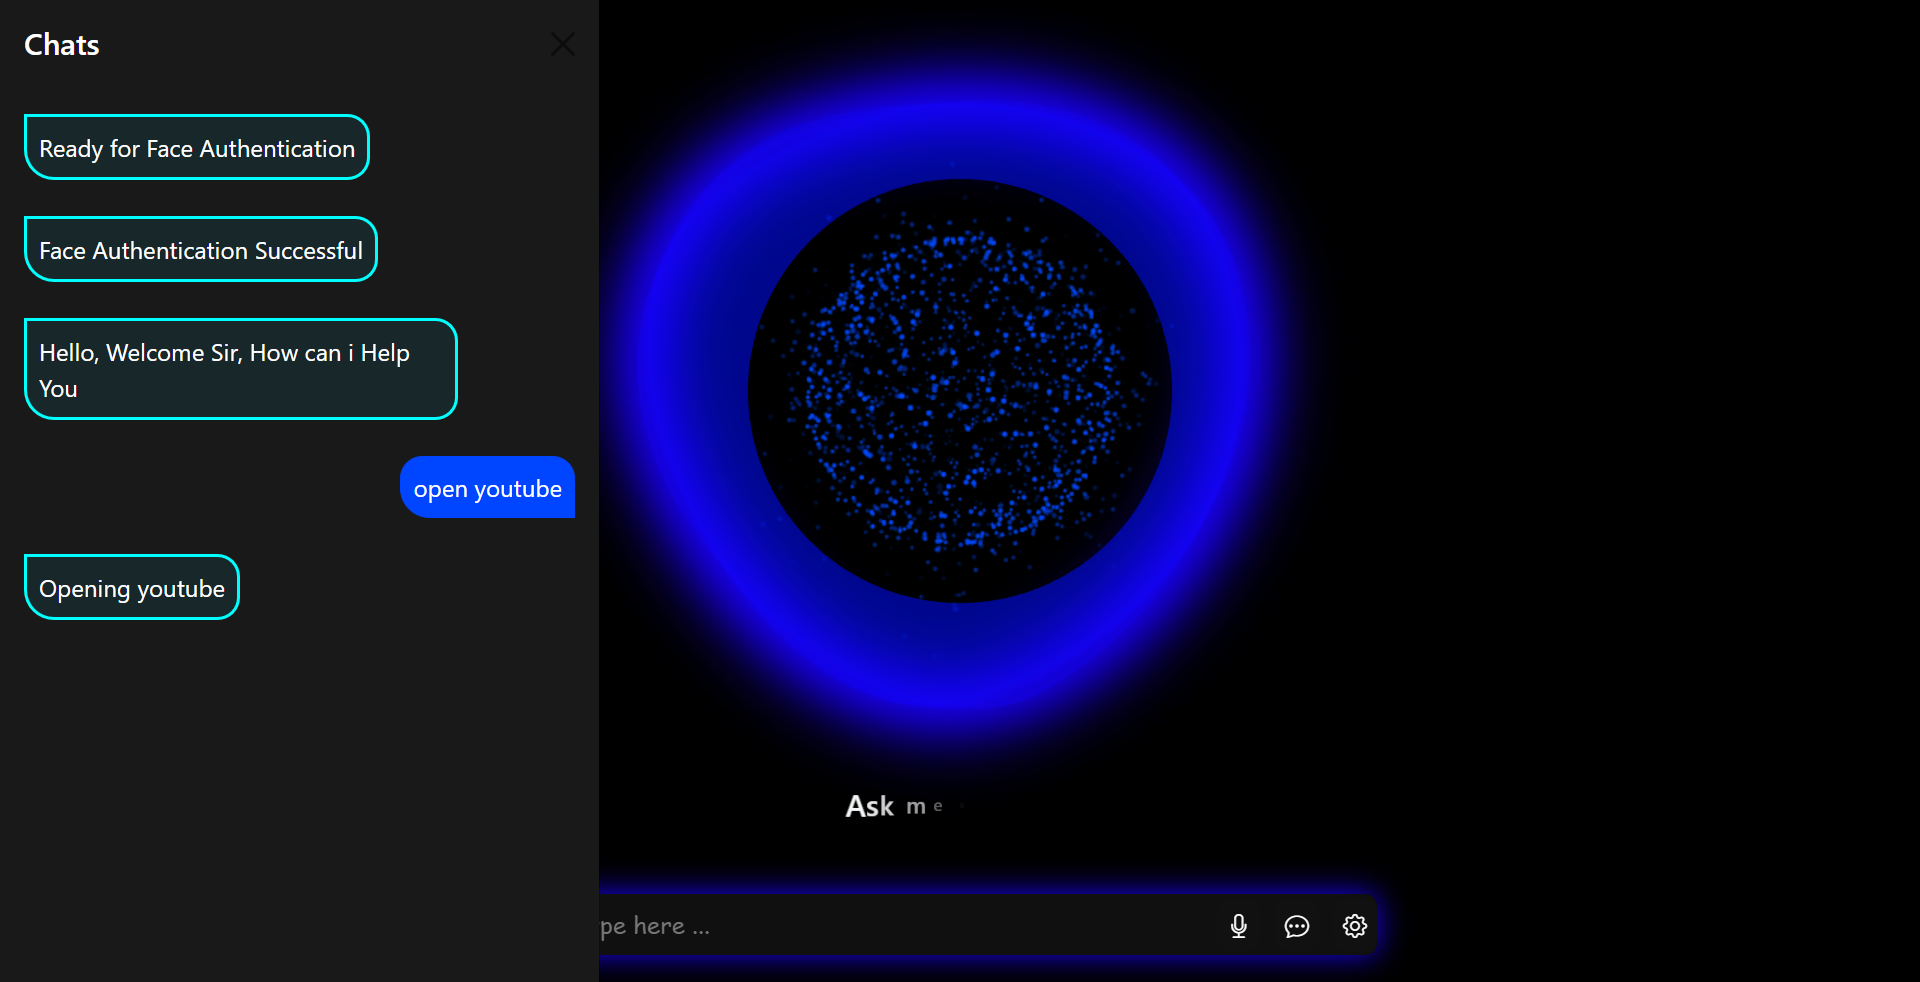 Chats
Ready for Face Authentication
Face Authentication Successful
Hello, Welcome Sir, How can i Help
You
open youtube
Opening youtube
Ask me
pe here ...